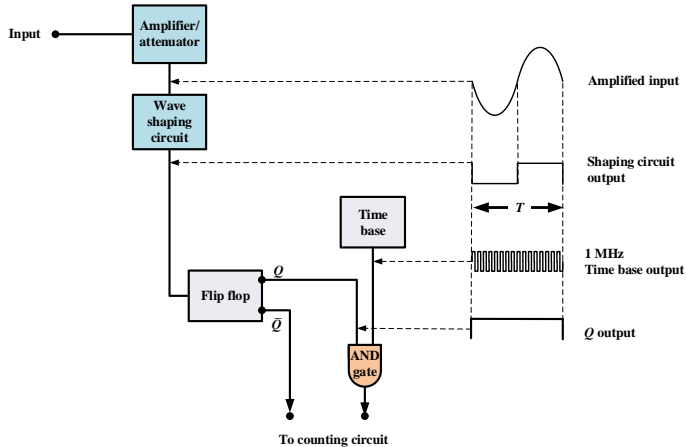 Input
Amplifier/
attenuator
Wave
shaping
circuit
Amplified input
Shaping circuit
output
T
Time
base
1 MHz
Time base output
Flip flop
Q
Q̄
Q output
AND
gate
To counting circuit